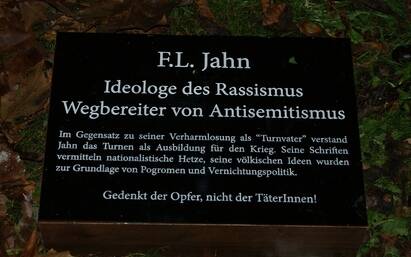 F.L. Jahn
Ideologe des Rassismus
Wegbereiter von Antisemitismus
Im Gegensatz zu seiner Verharmlosung als "Turnvater" verstand
Jahn das Turnen als Ausbildung für den Krieg. Seine Schriften
vermitteln nationalistische Hetze, seine völkischen Ideen wurden
zur Grundlage von Pogromen und Vernichtungspolitik.
Gedenkt der Opfer, nicht der TäterInnen!